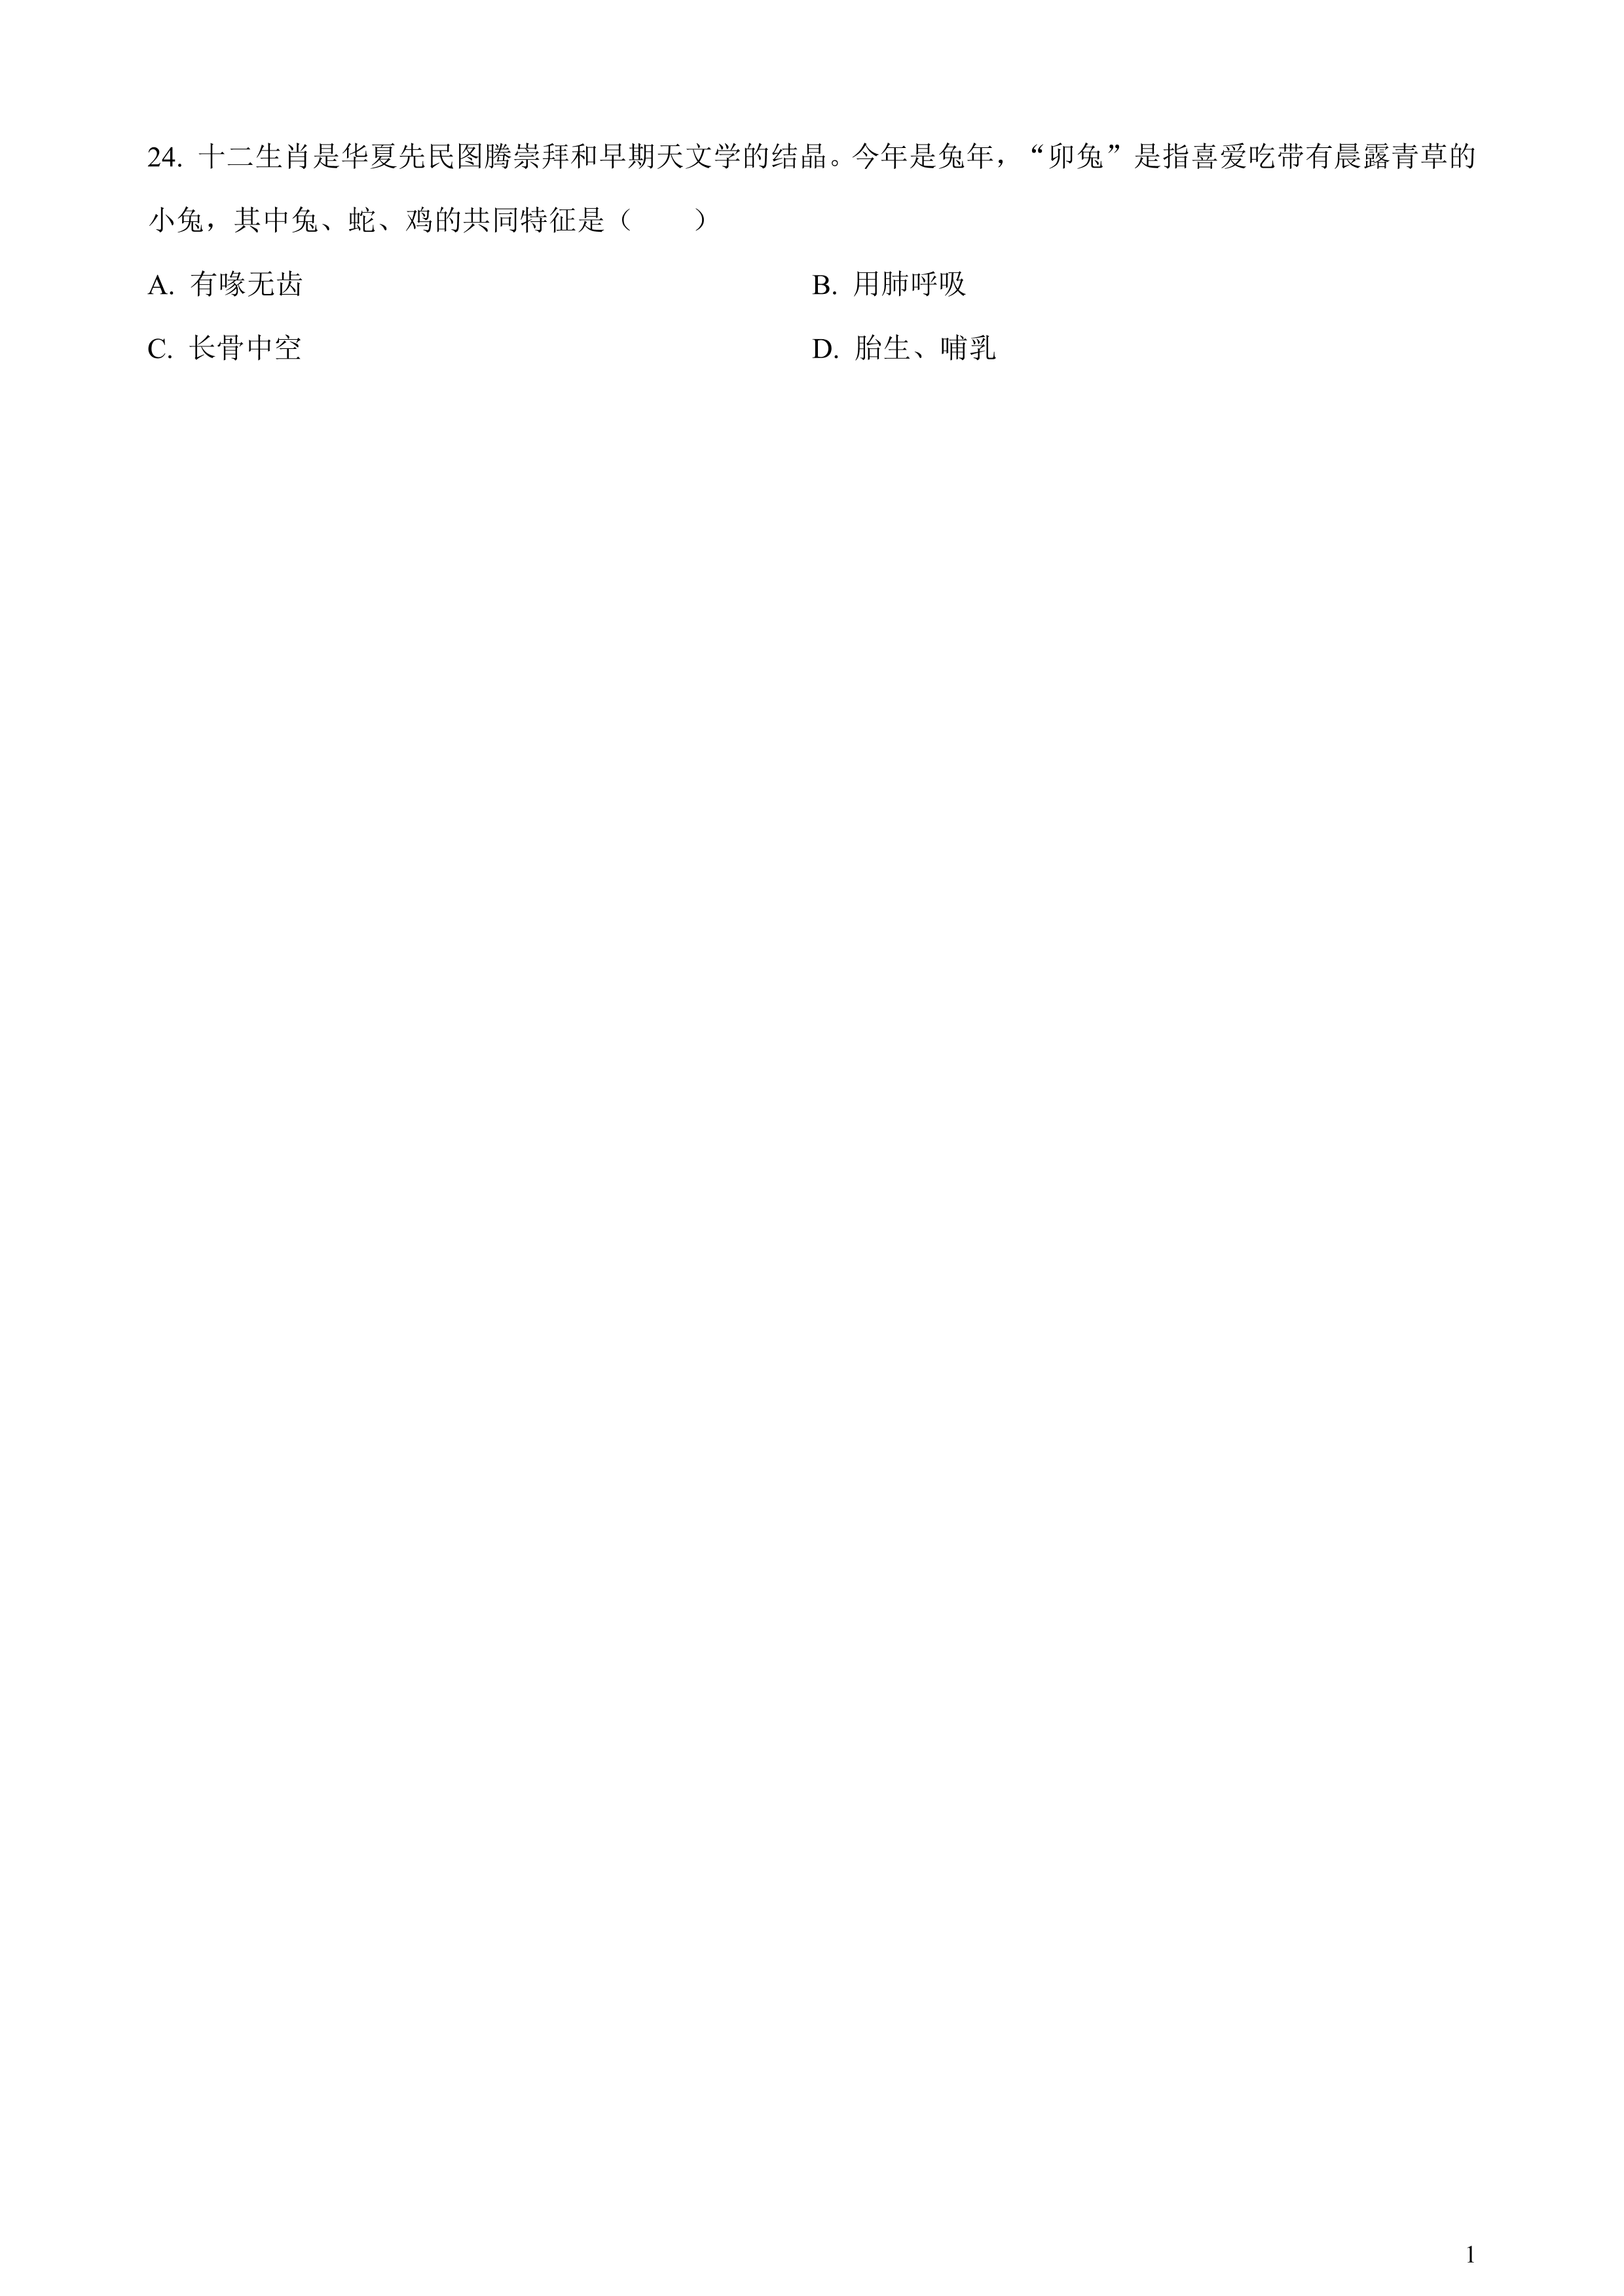 24. 十二生肖是华夏先民图腾崇拜和早期天文学的结晶。今年是兔年，“卯兔”是指喜爱吃带有晨露青草的
小兔，其中兔、蛇、鸡的共同特征是（　　）
A. 有喙无齿	B. 用肺呼吸
C. 长骨中空	D. 胎生、哺乳
1